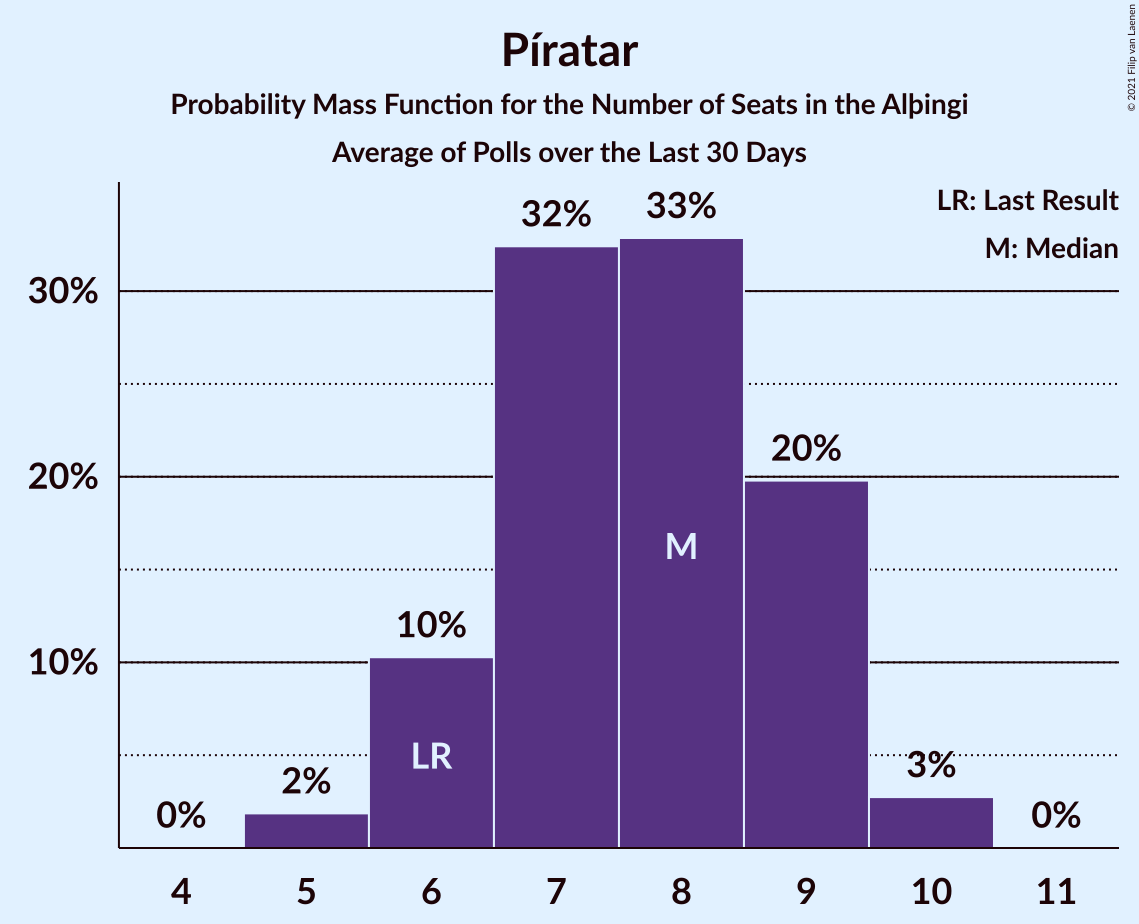 Píratar
Probability Mass Function for the Number of Seats in the Alþingi
Average of Polls over the Last 30 Days
© 2021 Filip van Laenen
LR: Last Result
M: Median
30%
20%
10%
0%
2%
10%
32%
33%
20%
3%
0%
LR
M
4 5 6 7 8 9 10 11